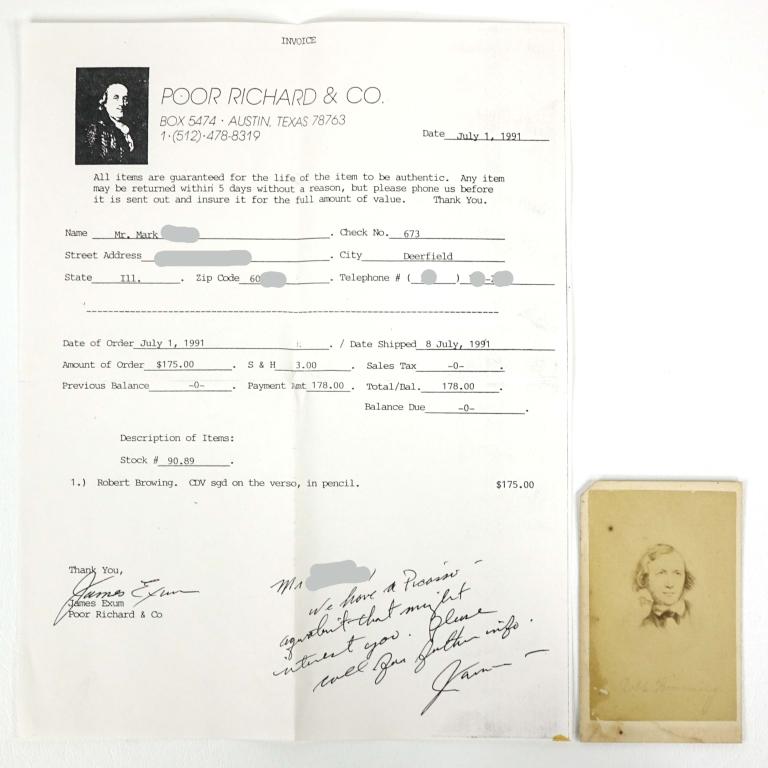 INVOICE
POOR RICHARD & CO.
BOX 5474 · AUSTIN, TEXAS 78763
1·(512)·478-8319
Date July 1, 1991
All items are guaranteed for the life of the item to be authentic. Any item
may be returned within 5 days without a reason, but please phone us before
it is sent out and insure it for the full amount of value. Thank You.
Name Mr. Mark . Check No. 673
Street Address . City Deerfield
State Ill. . Zip Code 60 . Telephone # ( ) -
Date of Order July 1, 1991 . / Date Shipped 8 July, 1991
Amount of Order $175.00 . S & H 3.00 . Sales Tax -0- .
Previous Balance -0- . Payment Amt 178.00 . Total/Bal. 178.00 .
Balance Due -0- .
Description of Items:
Stock # 90.89 .
1.) Robert Browing. CDV sgd on the verso, in pencil. $175.00
Thank You,
James Exum
James Exum
Poor Richard & Co
Mr
We have a Picasso
that might
interest you. Please
call for further info.
James